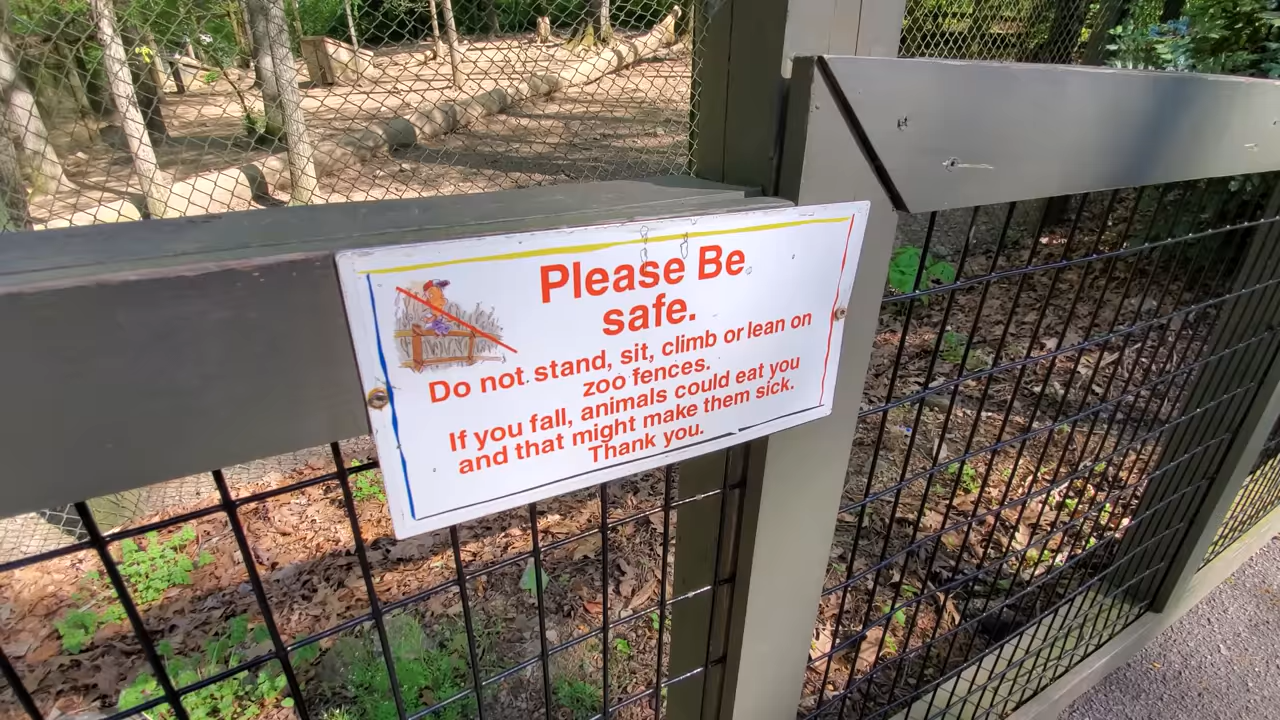 Please Be
safe.
Do not stand, sit, climb or lean on
zoo fences.
If you fall, animals could eat you
and that might make them sick.
Thank you.